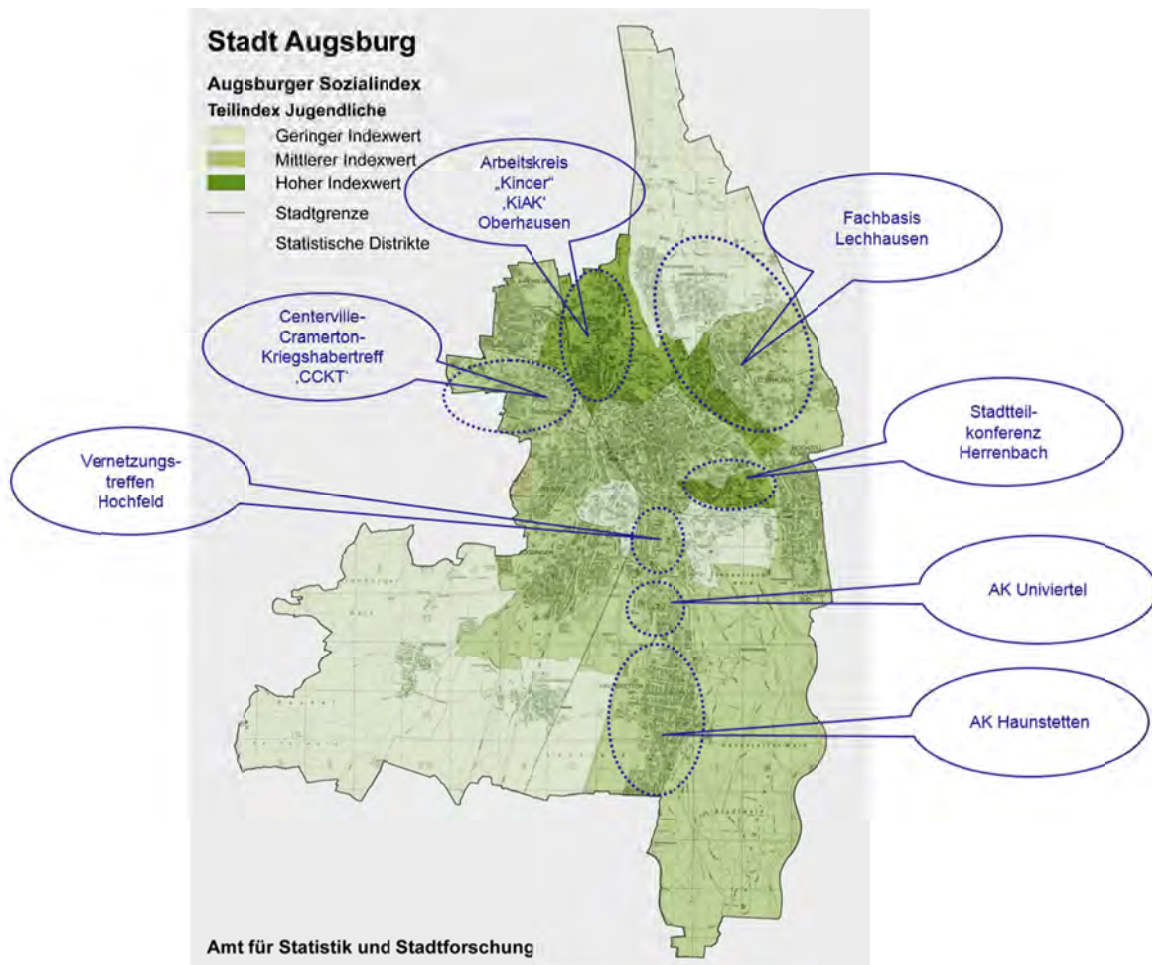 Stadt Augsburg
Augsburger Sozialindex
Teilindex Jugendliche
Geringer Indexwert
Mittlerer Indexwert
Hoher Indexwert
Stadtgrenze
Statistische Distrikte
Arbeitskreis
„Kincer“
‚KiAK‘
Oberhausen
Fachbasis
Lechhausen
Centerville-
Cramerton-
Kriegshabertreff
‚CCKT‘
Stadtteil-
konferenz
Herrenbach
Vernetzungs-
treffen
Hochfeld
AK Univiertel
AK Haunstetten
Amt für Statistik und Stadtforschung